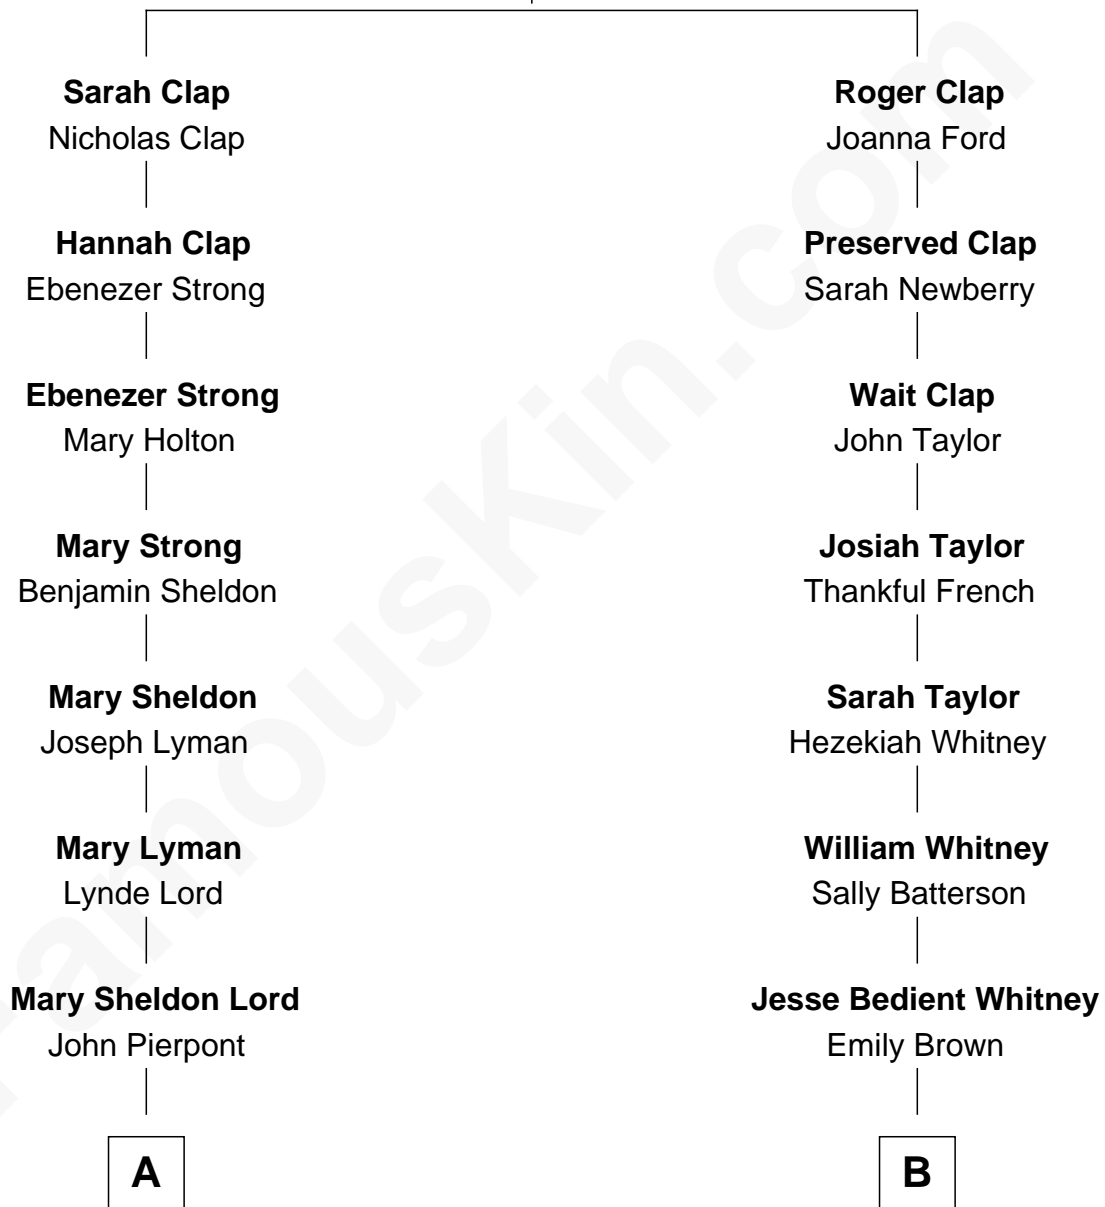 Sarah Clap
Nicholas Clap
Hannah Clap
Ebenezer Strong
Ebenezer Strong
Mary Holton
Mary Strong
Benjamin Sheldon
Mary Sheldon
Joseph Lyman
Mary Lyman
Lynde Lord
Mary Sheldon Lord
John Pierpont
A
Roger Clap
Joanna Ford
Preserved Clap
Sarah Newberry
Wait Clap
John Taylor
Josiah Taylor
Thankful French
Sarah Taylor
Hezekiah Whitney
William Whitney
Sally Batterson
Jesse Bedient Whitney
Emily Brown
B
FamousKin.com